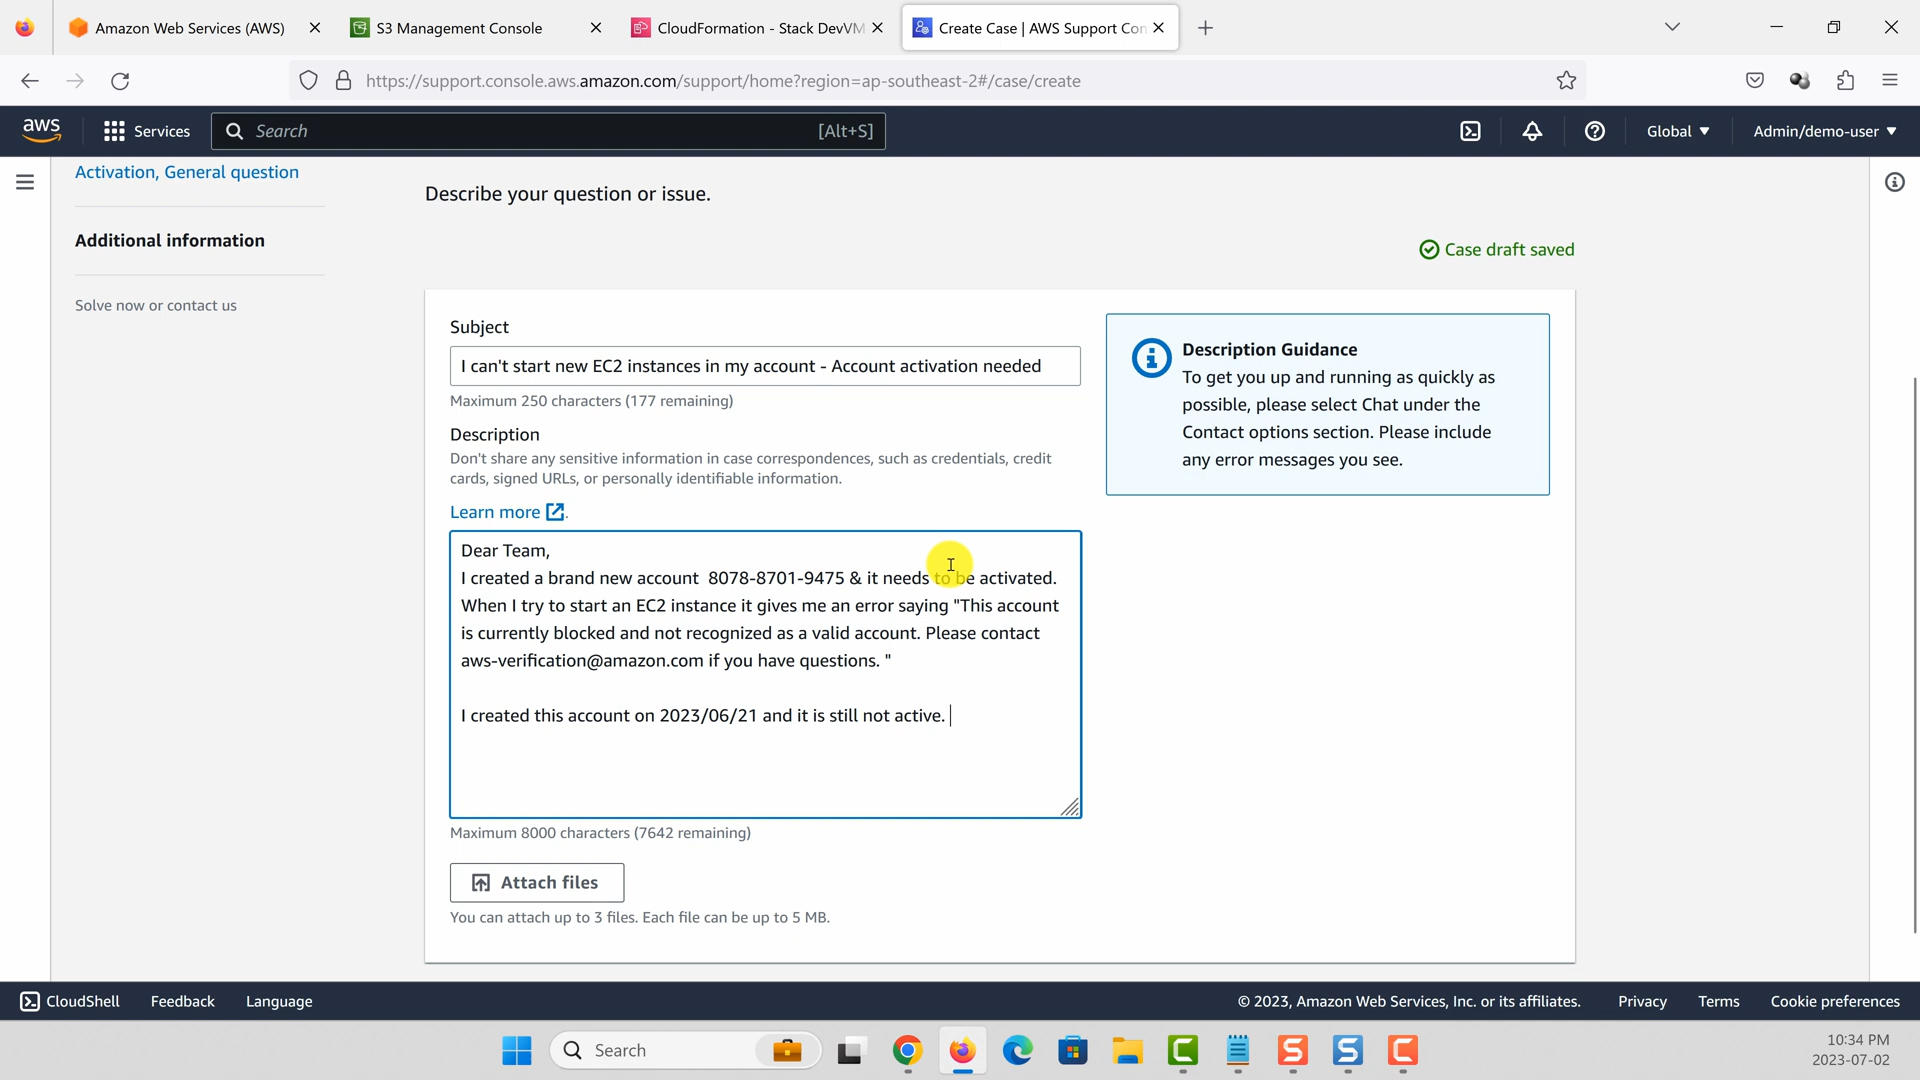 Amazon Web Services (AWS)
S3 Management Console
CloudFormation - Stack DevVM
Create Case | AWS Support Con
https://support.console.aws.amazon.com/support/home?region=ap-southeast-2#/case/create
aws
Services
Search
[Alt+S]
Global
Admin/demo-user
Activation, General question
Additional information
Solve now or contact us
Describe your question or issue.
Case draft saved
Subject
I can't start new EC2 instances in my account - Account activation needed
Maximum 250 characters (177 remaining)
Description
Don't share any sensitive information in case correspondences, such as credentials, credit
cards, signed URLs, or personally identifiable information.
Learn more
Dear Team,
I created a brand new account  8078-8701-9475 & it needs to be activated.
When I try to start an EC2 instance it gives me an error saying "This account
is currently blocked and not recognized as a valid account. Please contact
aws-verification@amazon.com if you have questions. "
I created this account on 2023/06/21 and it is still not active.
Maximum 8000 characters (7642 remaining)
Attach files
You can attach up to 3 files. Each file can be up to 5 MB.
Description Guidance
To get you up and running as quickly as
possible, please select Chat under the
Contact options section. Please include
any error messages you see.
CloudShell
Feedback
Language
© 2023, Amazon Web Services, Inc. or its affiliates.
Privacy
Terms
Cookie preferences
Search
10:34 PM
2023-07-02